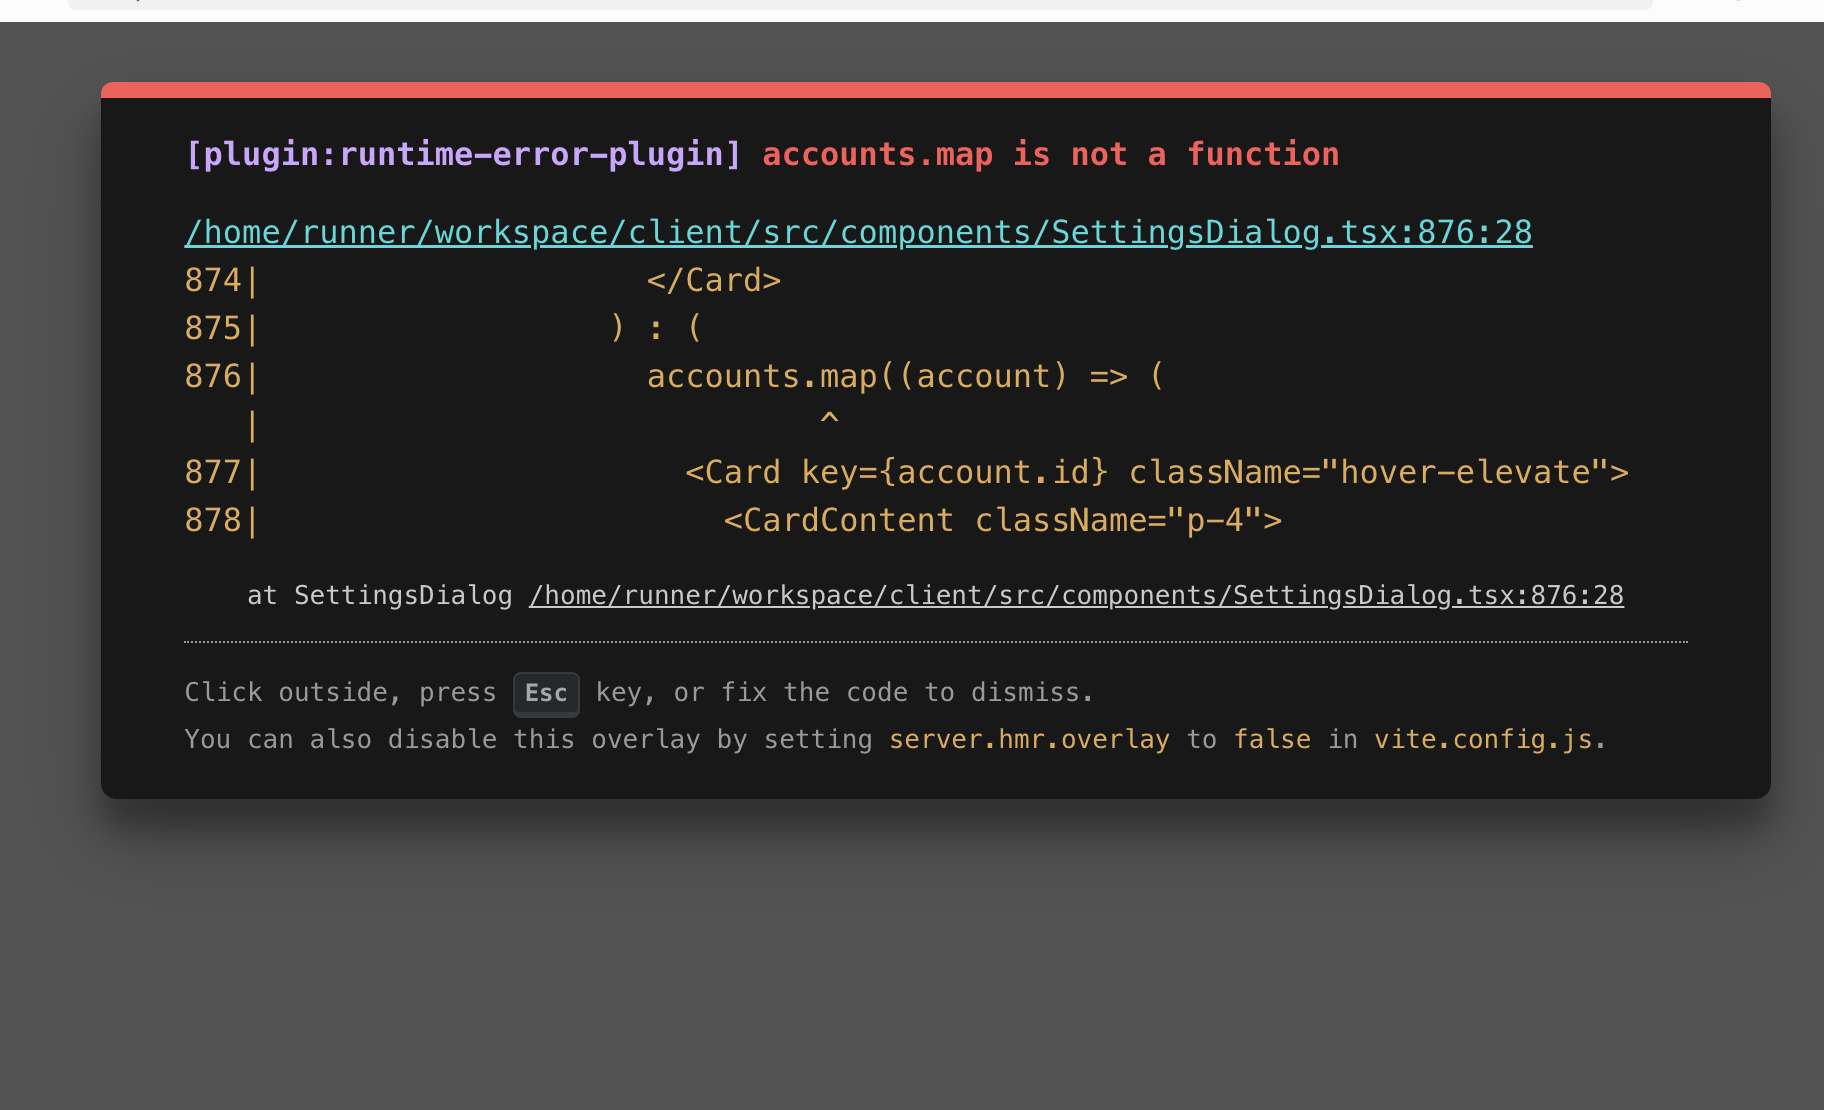 [plugin:runtime-error-plugin] accounts.map is not a function
/home/runner/workspace/client/src/components/SettingsDialog.tsx:876:28
874|                    </Card>
875|                  ) : (
876|                    accounts.map((account) => (
   |                             ^
877|                      <Card key={account.id} className="hover-elevate">
878|                        <CardContent className="p-4">
at SettingsDialog /home/runner/workspace/client/src/components/SettingsDialog.tsx:876:28
Click outside, press Esc key, or fix the code to dismiss.
You can also disable this overlay by setting server.hmr.overlay to false in vite.config.js.